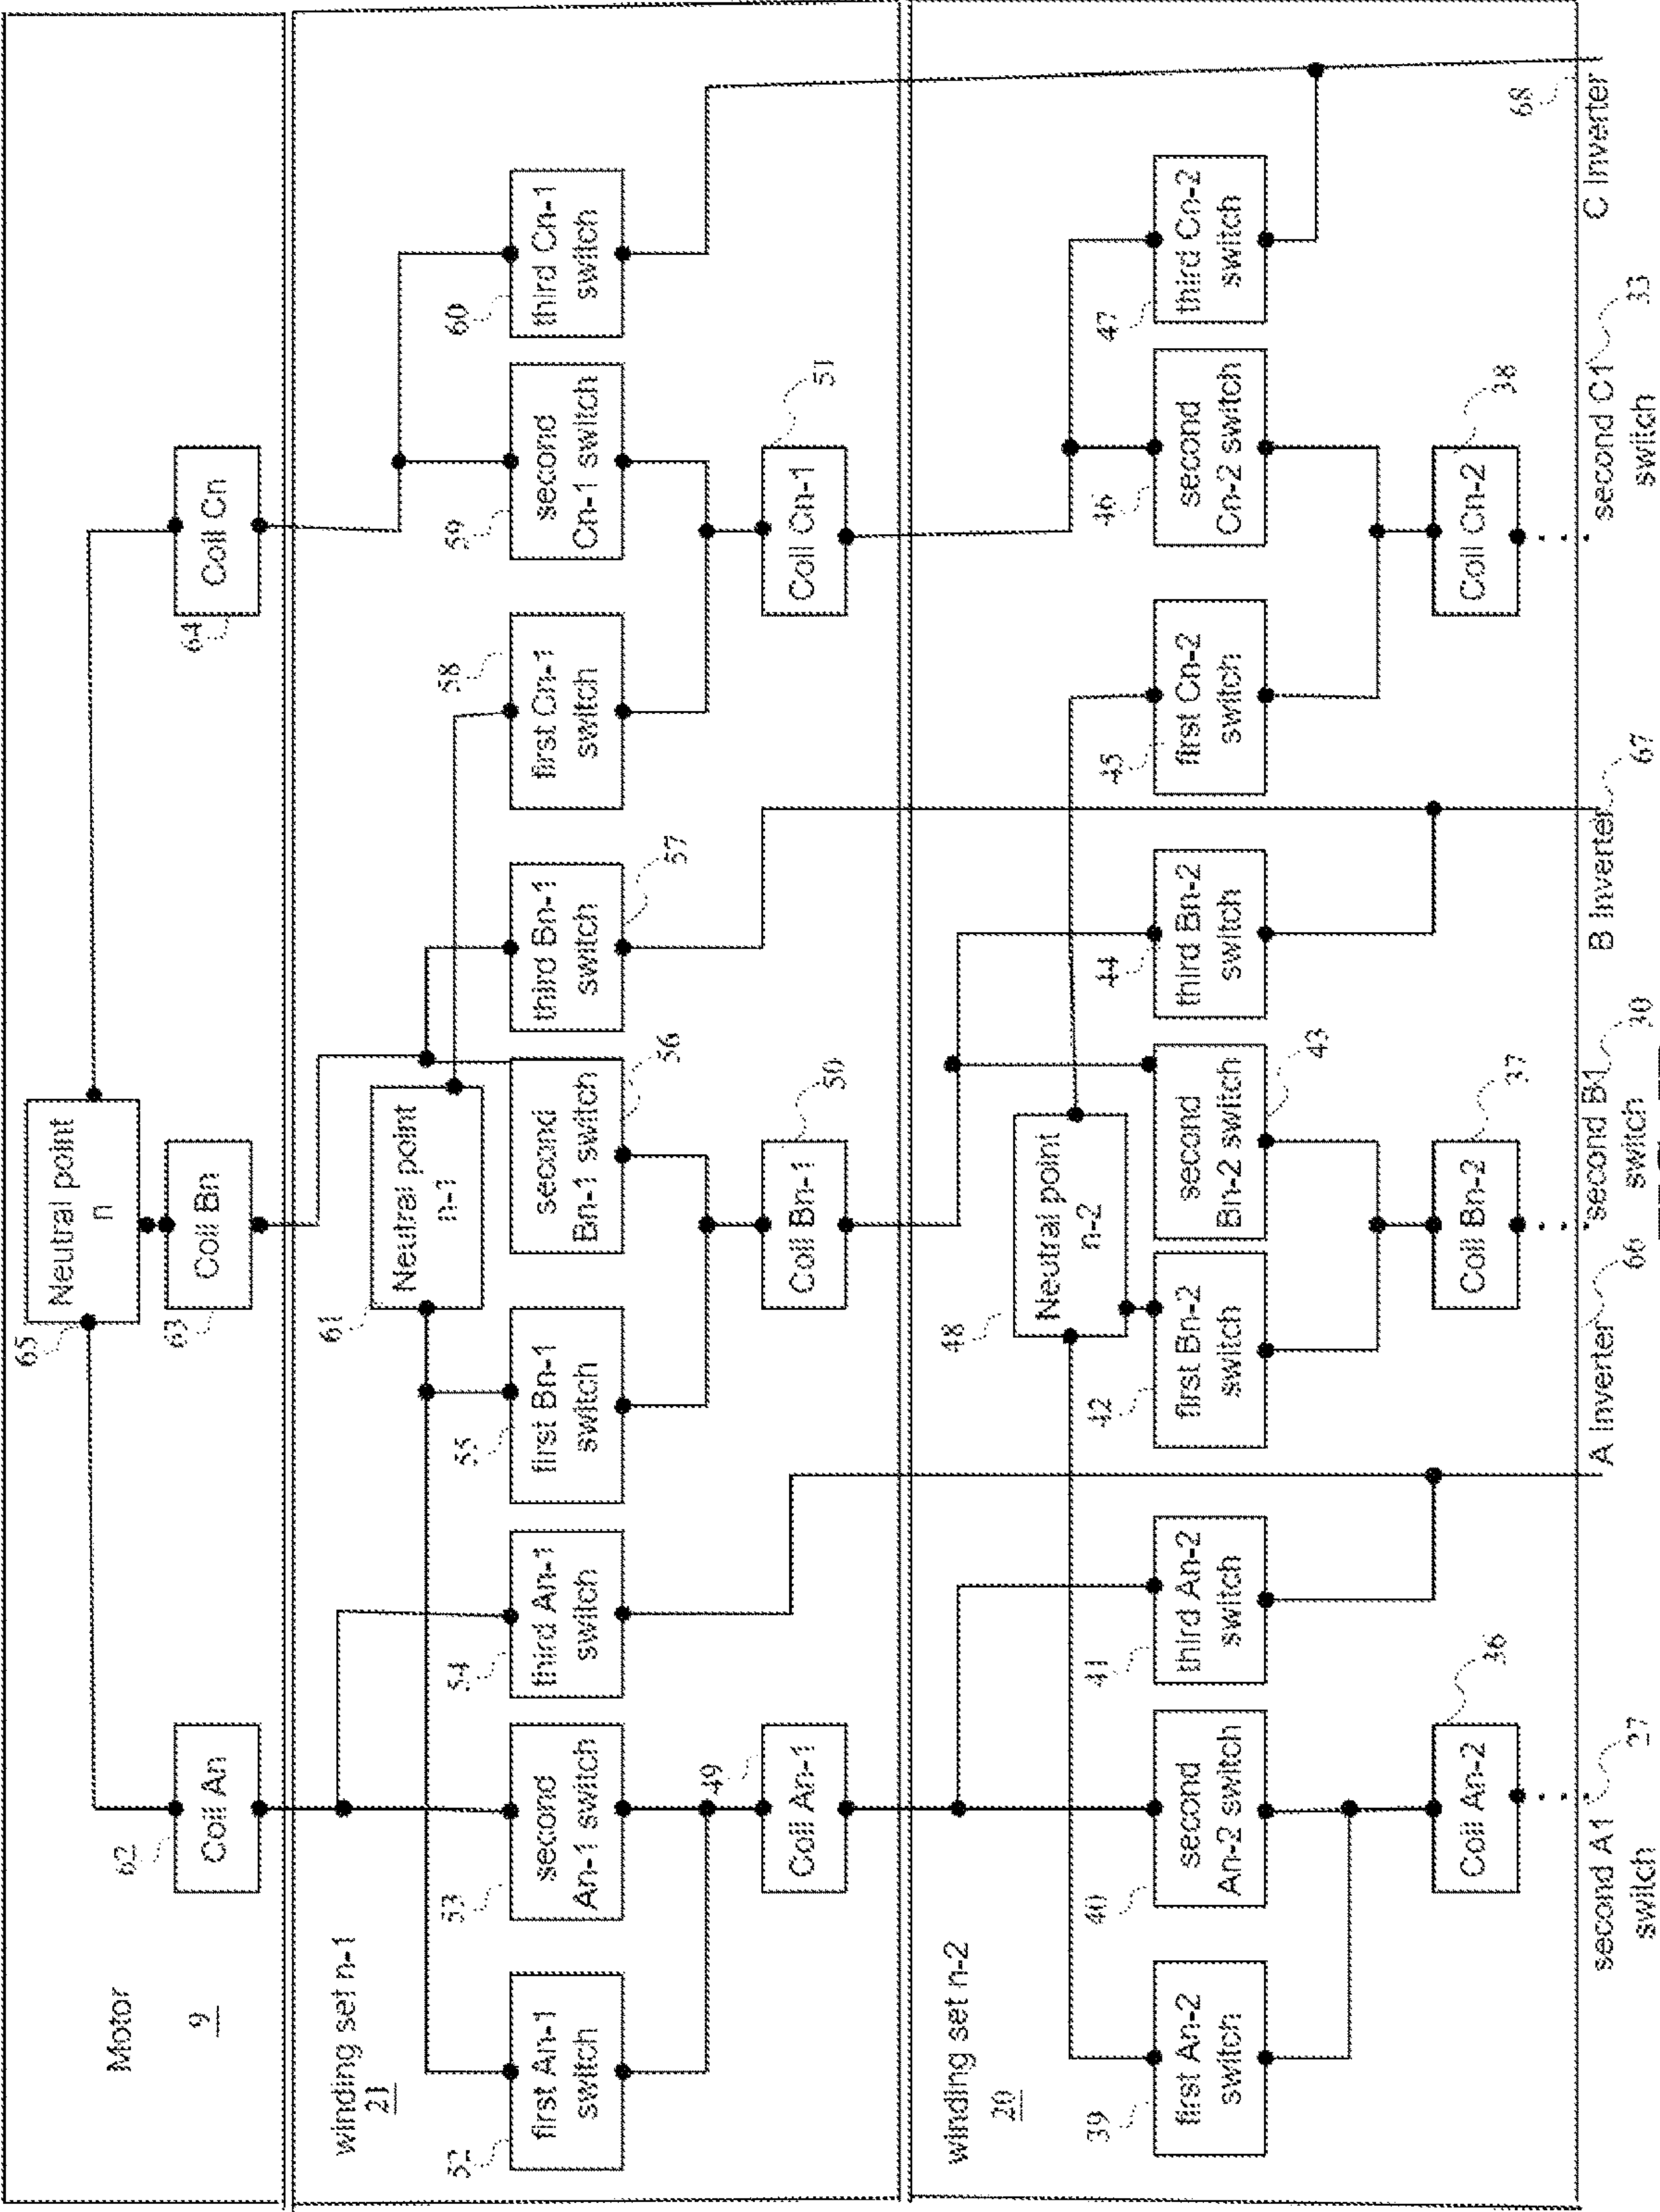 Motor
9
62
Coil An
65
Neutral point
n
63
Coil Bn
64
Coil Cn
winding set n-1
21
52
first An-1
switch
53
second
An-1 switch
54
third An-1
switch
55
first Bn-1
switch
61
Neutral point
n-1
second
Bn-1 switch
56
third Bn-1
switch
57
58
first Cn-1
switch
59
second
Cn-1 switch
60
third Cn-1
switch
49
Coil An-1
Coil Bn-1
50
Coil Cn-1
51
winding set n-2
20
39
first An-2
switch
40
second
An-2 switch
41
third An-2
switch
48
Neutral point
n-2
42
first Bn-2
switch
second
Bn-2 switch
43
44
third Bn-2
switch
45
first Cn-2
switch
46
second
Cn-2 switch
47
third Cn-2
switch
Coil An-2
36
Coil Bn-2
37
Coil Cn-2
38
68
second A1
switch
27
A Inverter
66
second B1
switch
30
B Inverter
67
second C1
switch
33
C Inverter